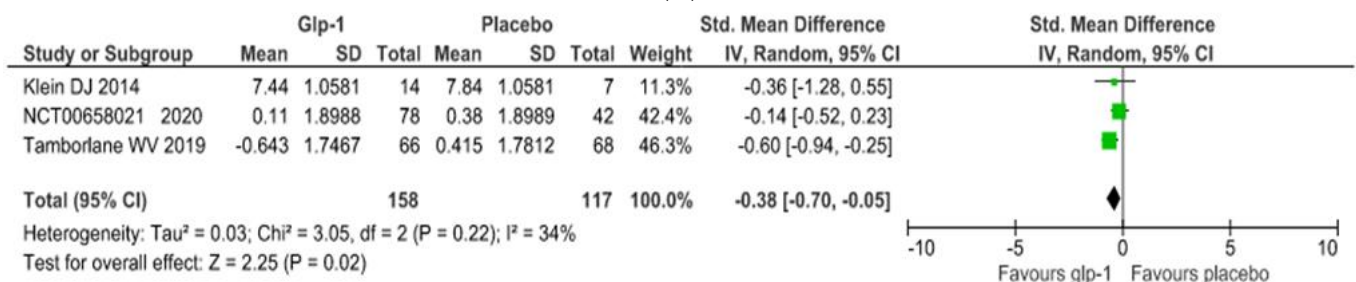 Glp-1 Placebo Std. Mean Difference Std. Mean Difference
Study or Subgroup Mean SD Total Mean SD Total Weight IV, Random, 95% CI IV, Random, 95% CI
Klein DJ 2014 7.44 1.0581 14 7.84 1.0581 7 11.3% -0.36 [-1.28, 0.55]
NCT00658021 2020 0.11 1.8988 78 0.38 1.8989 42 42.4% -0.14 [-0.52, 0.23]
Tamborlane WV 2019 -0.643 1.7467 66 0.415 1.7812 68 46.3% -0.60 [-0.94, -0.25]
Total (95% CI) 158 117 100.0% -0.38 [-0.70, -0.05]
Heterogeneity: Tau² = 0.03; Chi² = 3.05, df = 2 (P = 0.22); I² = 34%
Test for overall effect: Z = 2.25 (P = 0.02)
-10 -5 0 5 10
Favours glp-1 Favours placebo